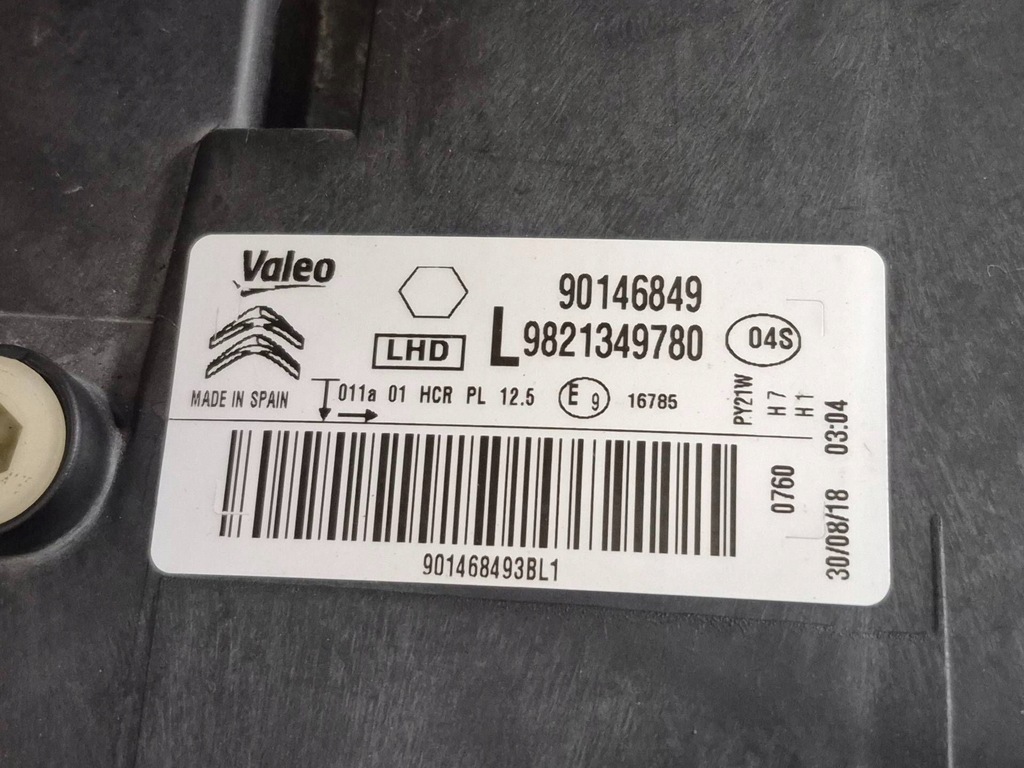 Valeo
90146849
LHD
L 9821349780
04S
MADE IN SPAIN
011a 01 HCR PL 12.5
E 9
16785
PY21W
H7
H1
0760
30/08/18 03:04
901468493BL1